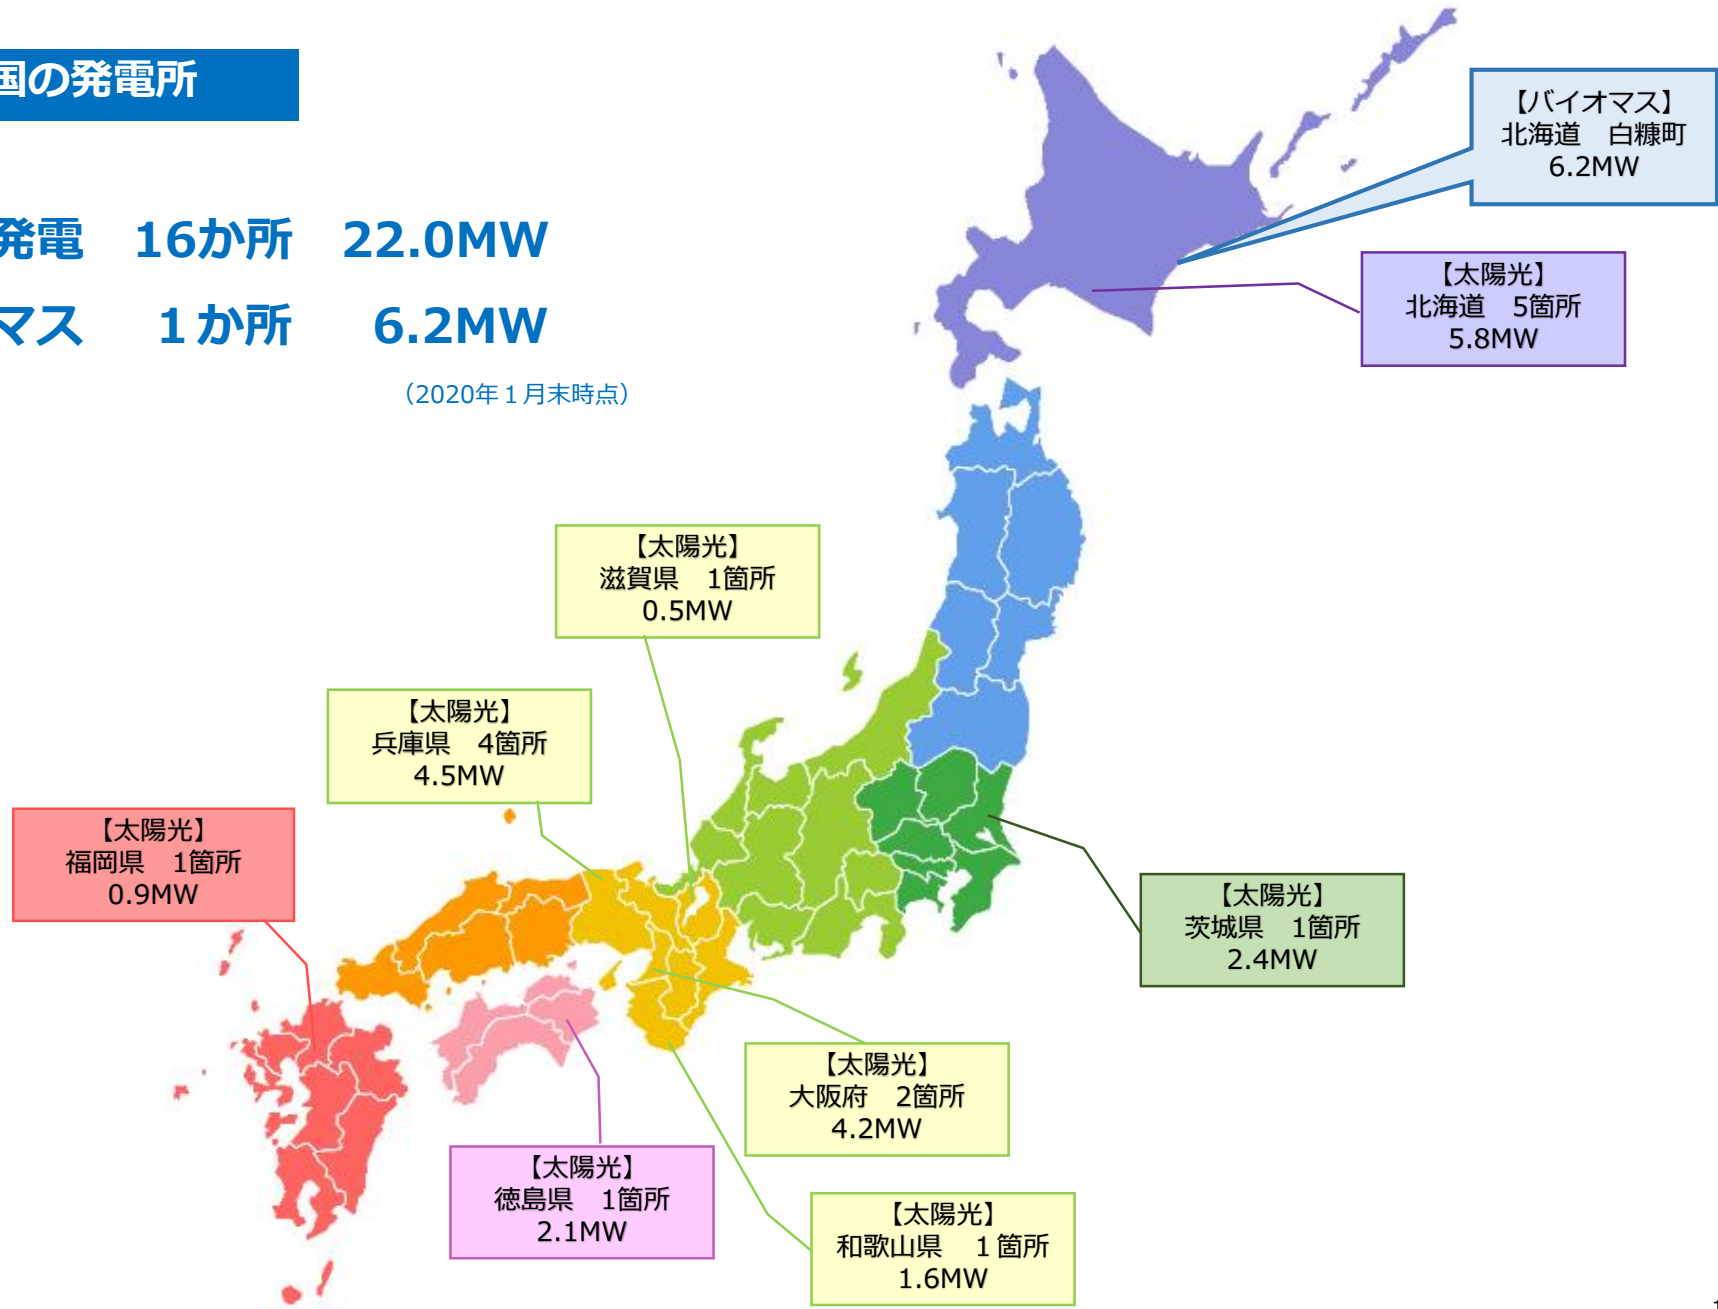 国の発電所
発電　16か所　22.0MW
マス　１か所　6.2MW
（2020年１月末時点）
【バイオマス】
北海道　白糠町
6.2MW
【太陽光】
北海道　5箇所
5.8MW
【太陽光】
滋賀県　1箇所
0.5MW
【太陽光】
兵庫県　4箇所
4.5MW
【太陽光】
福岡県　1箇所
0.9MW
【太陽光】
茨城県　1箇所
2.4MW
【太陽光】
大阪府　2箇所
4.2MW
【太陽光】
徳島県　1箇所
2.1MW
【太陽光】
和歌山県　１箇所
1.6MW